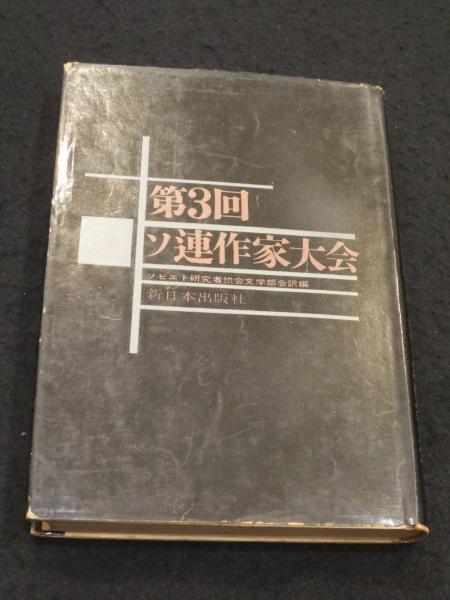 第3回
ソ連作家大会
ソビエト研究者協会文学部会訳編
新日本出版社